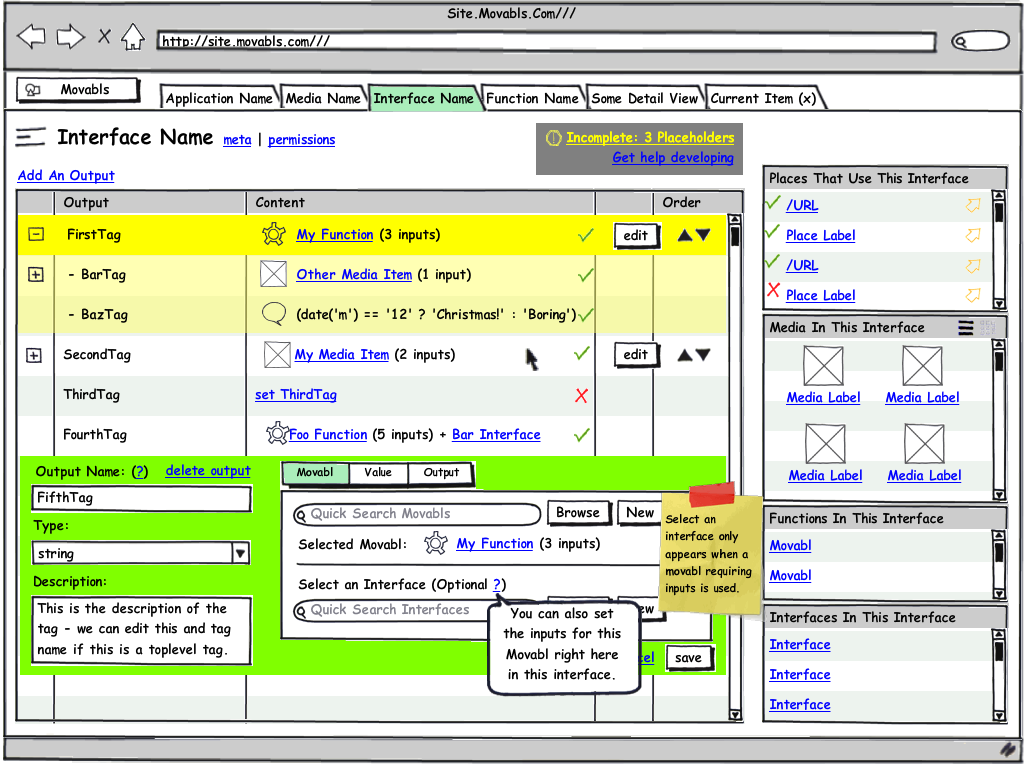 Site.Movabls.Com///
http://site.movabls.com///
Movabls
Application Name
Media Name
Interface Name
Function Name
Some Detail View
Current Item (x)
Interface Name meta | permissions
Incomplete: 3 Placeholders
Get help developing
Add An Output
Output Content Order
FirstTag My Function (3 inputs) edit
- BarTag Other Media Item (1 input)
- BazTag (date('m') == '12' ? 'Christmas!' : 'Boring')
SecondTag My Media Item (2 inputs) edit
ThirdTag set ThirdTag
FourthTag Foo Function (5 inputs) + Bar Interface
Output Name: (?) delete output
FifthTag
Type:
string
Description:
This is the description of the
tag - we can edit this and tag
name if this is a toplevel tag.
Movabl Value Output
Quick Search Movabls Browse New
Selected Movabl: My Function (3 inputs)
Select an Interface (Optional ?)
Quick Search Interfaces
You can also set
the inputs for this
Movabl right here
in this interface.
save
Select an
interface only
appears when a
movabl requiring
inputs is used.
Places That Use This Interface
/URL
Place Label
/URL
Place Label
Media In This Interface
Media Label Media Label
Media Label Media Label
Functions In This Interface
Movabl
Movabl
Interfaces In This Interface
Interface
Interface
Interface